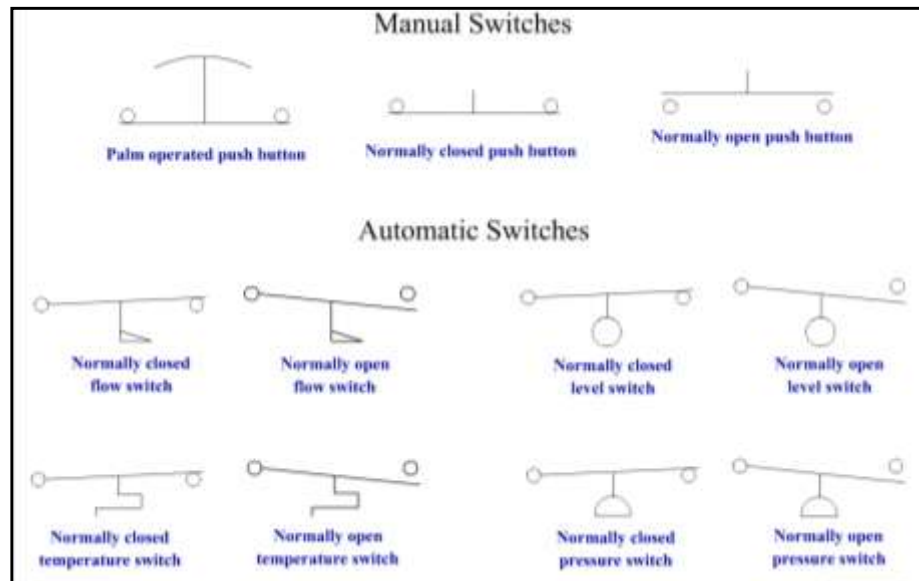 Manual Switches
Palm operated push button
Normally closed push button
Normally open push button
Automatic Switches
Normally closed
flow switch
Normally open
flow switch
Normally closed
level switch
Normally open
level switch
Normally closed
temperature switch
Normally open
temperature switch
Normally closed
pressure switch
Normally open
pressure switch